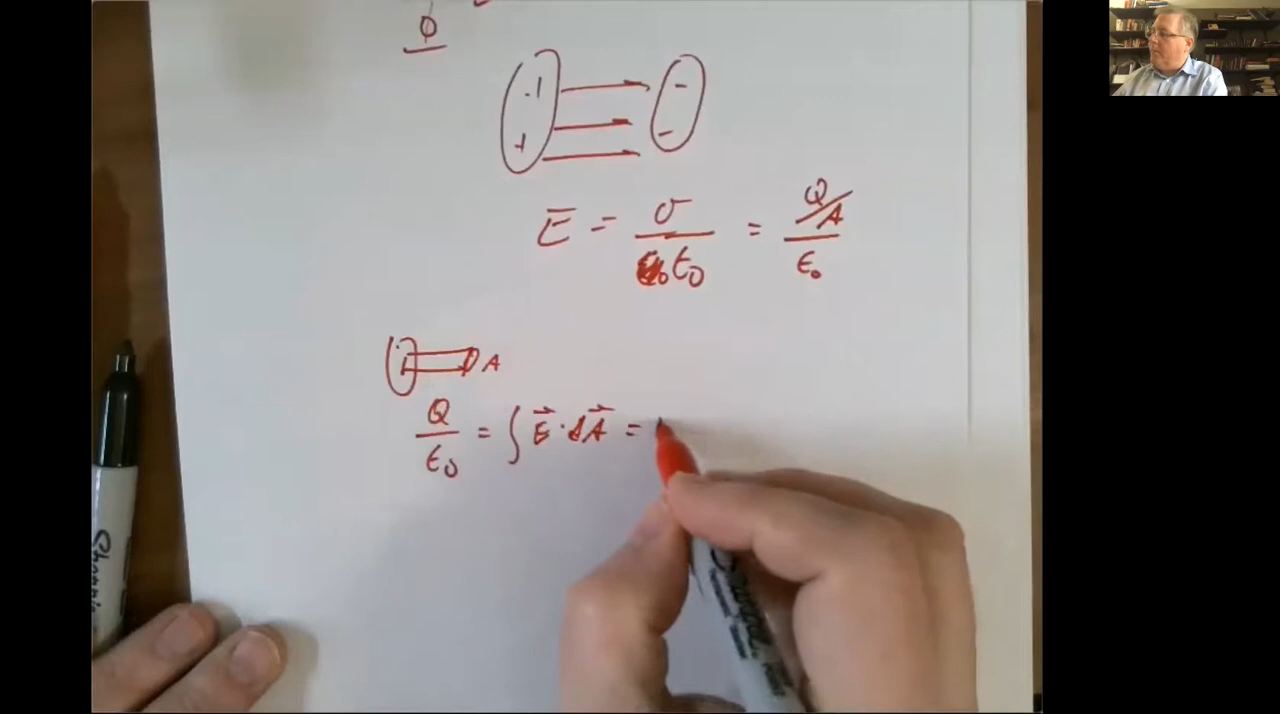 φ
+ -
+ -
E̅ = σ/ε₀ = Q/A/ε₀
A
Q/ε₀ = ∫ E⃗ · dA⃗ =
Sharpie